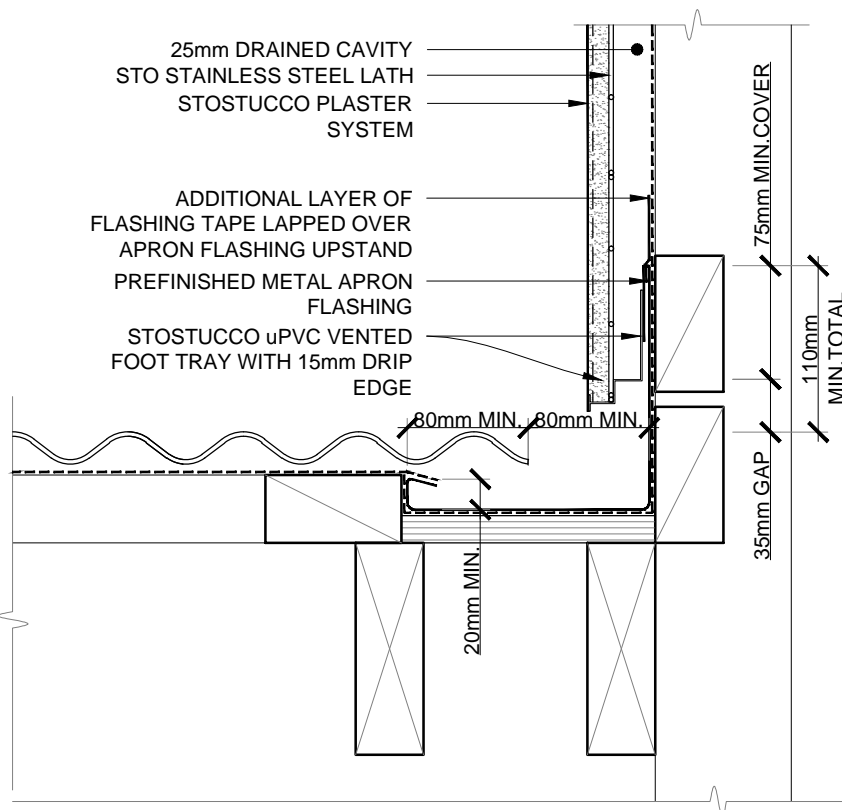 25mm DRAINED CAVITY
STO STAINLESS STEEL LATH
STOSTUCCO PLASTER
SYSTEM
ADDITIONAL LAYER OF
FLASHING TAPE LAPPED OVER
APRON FLASHING UPSTAND
PREFINISHED METAL APRON
FLASHING
STOSTUCCO uPVC VENTED
FOOT TRAY WITH 15mm DRIP
EDGE
75mm MIN.COVER
110mm
MIN.TOTAL
35mm GAP
80mm MIN.
80mm MIN.
20mm MIN.